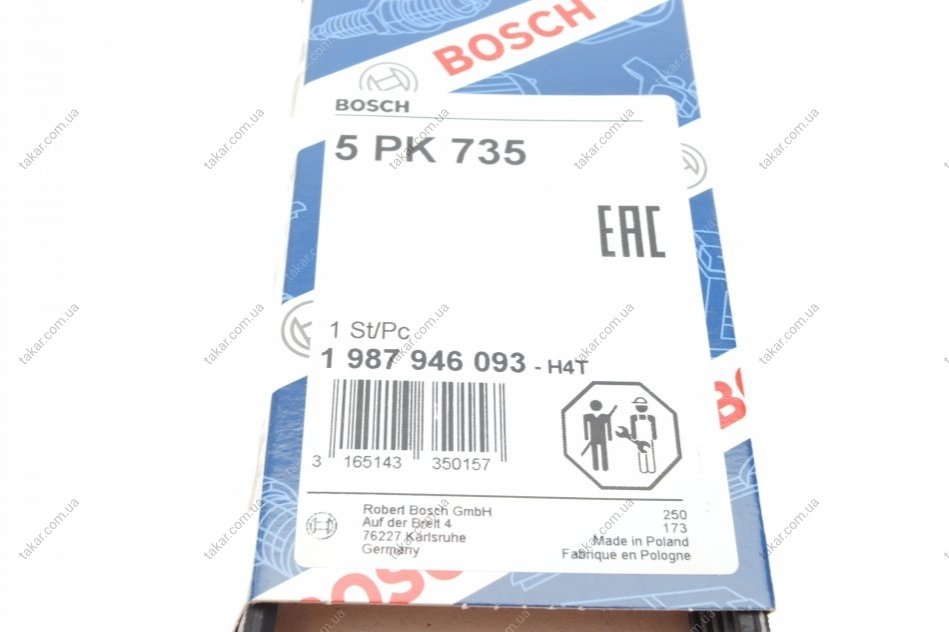 BOSCH
BOSCH
5 PK 735
EAC
1 St/Pc
1 987 946 093 - H4T
3 165143 350157
Robert Bosch GmbH
Auf der Breit 4
76227 Karlsruhe
Germany
250
173
Made in Poland
Fabrique en Pologne
B
BOSCH
takar.com.ua